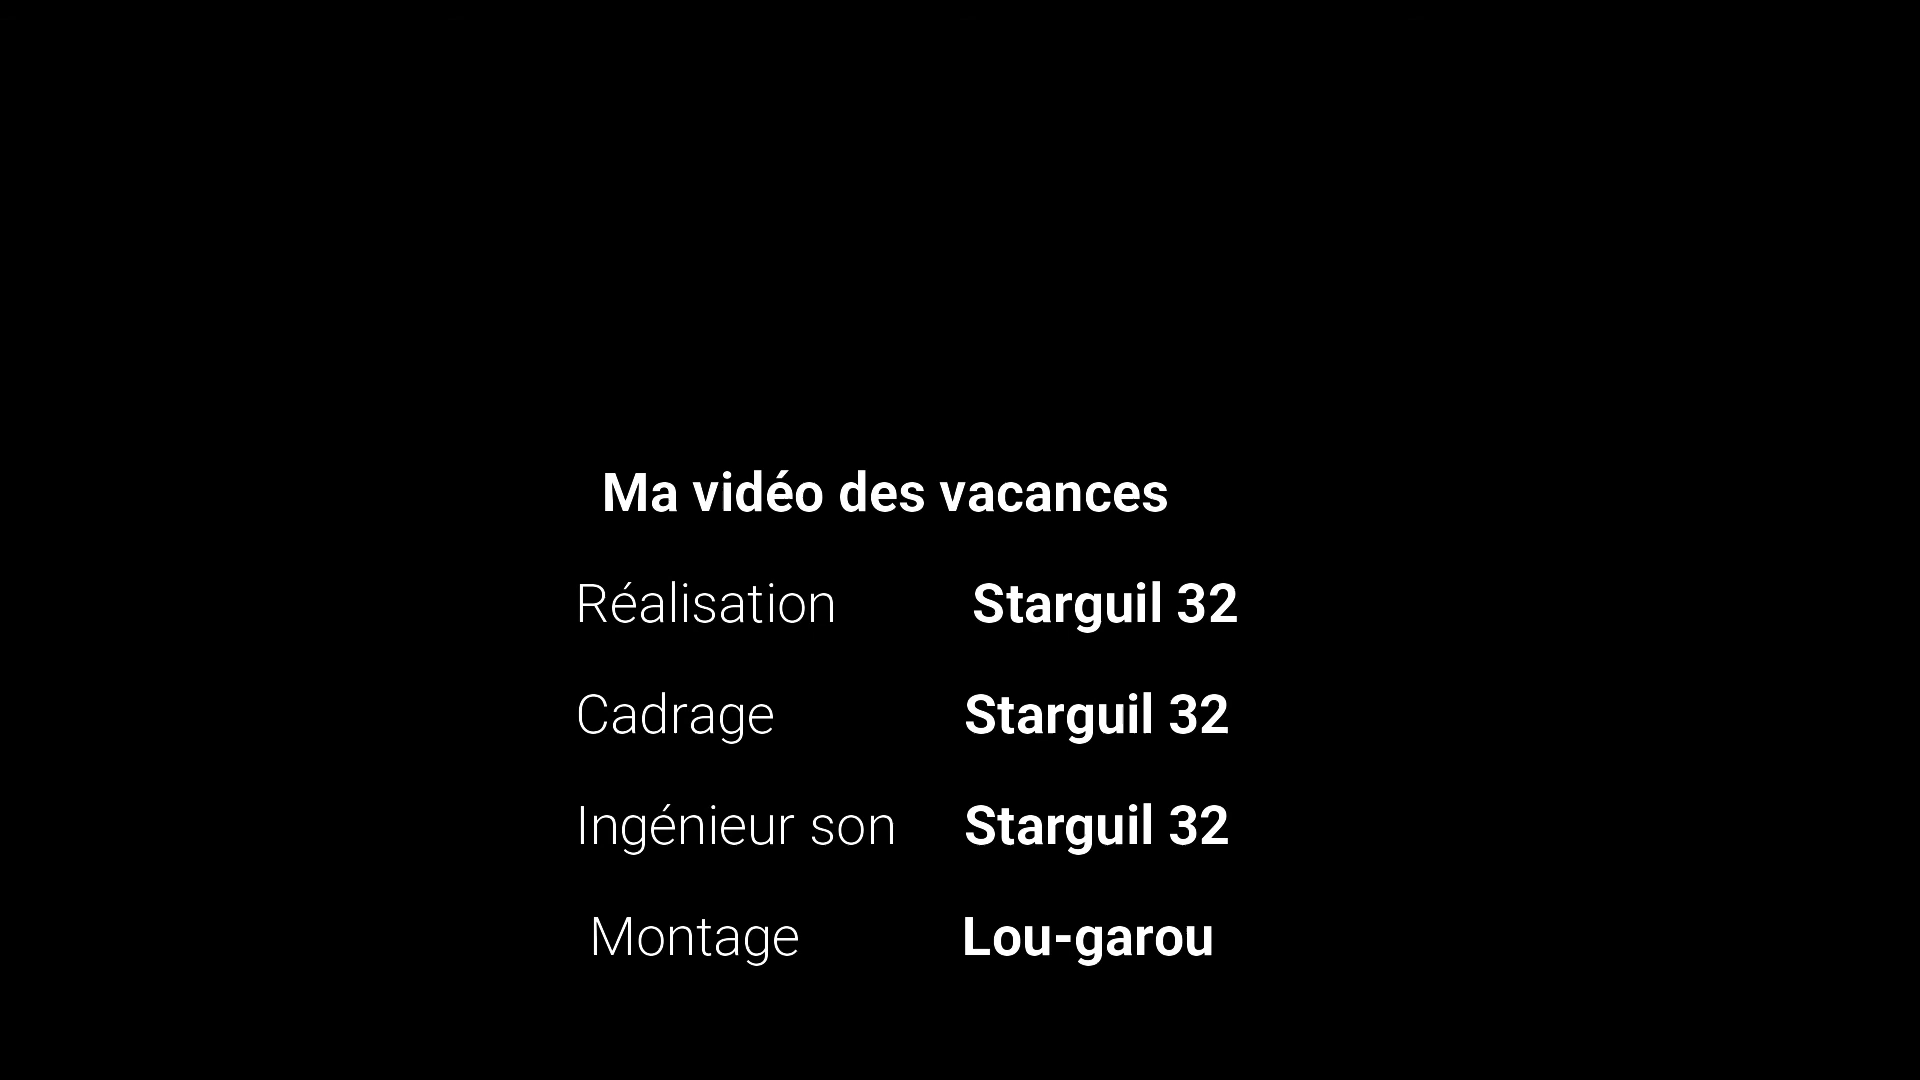 Ma vidéo des vacances
Réalisation Starguil 32
Cadrage Starguil 32
Ingénieur son Starguil 32
Montage Lou-garou